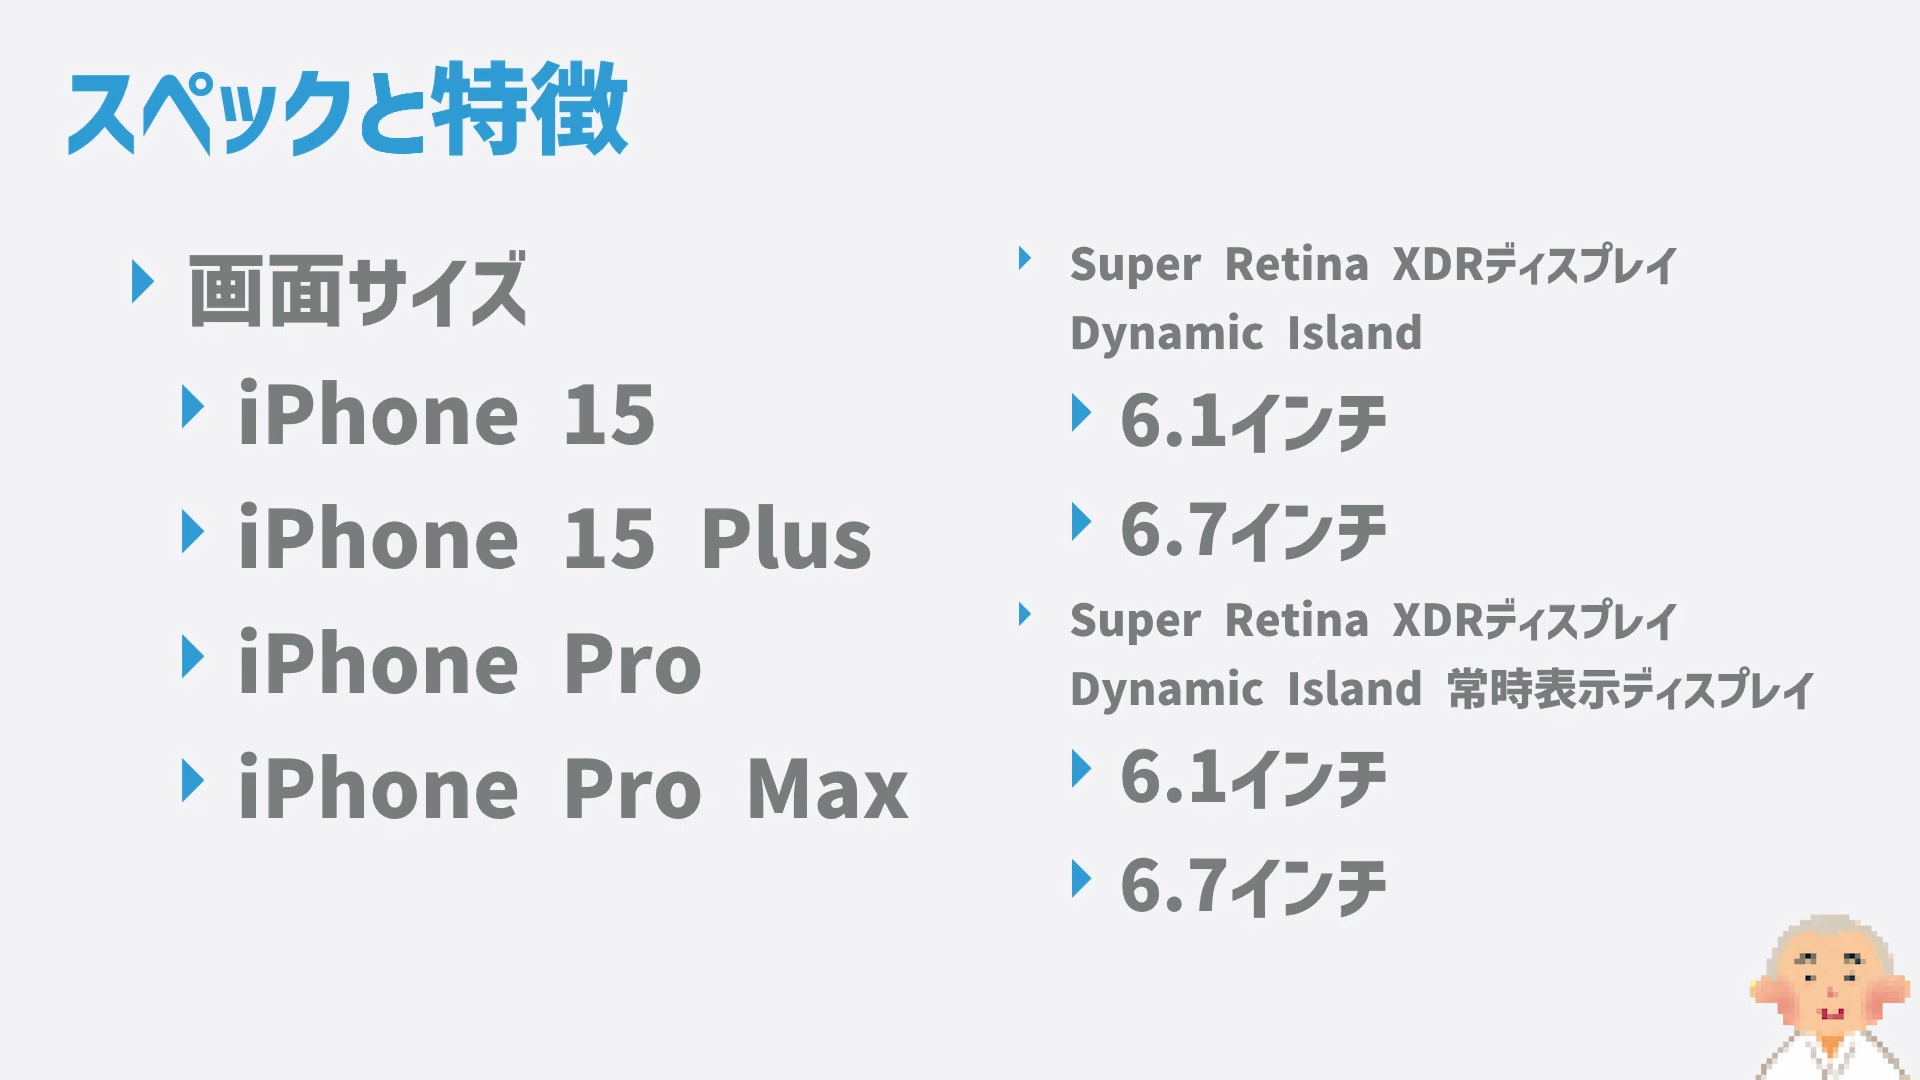 スペックと特徴
画面サイズ
iPhone 15
iPhone 15 Plus
iPhone Pro
iPhone Pro Max
Super Retina XDRディスプレイ
Dynamic Island
6.1インチ
6.7インチ
Super Retina XDRディスプレイ
Dynamic Island 常時表示ディスプレイ
6.1インチ
6.7インチ